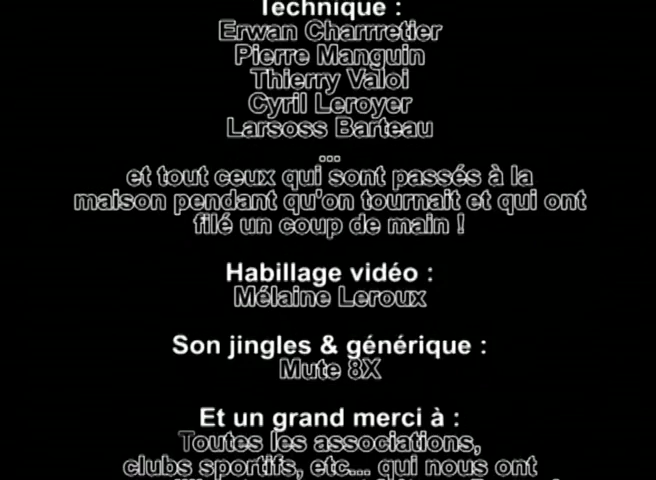 Technique :
Erwan Charrretier
Pierre Manguin
Thierry Valoi
Cyril Leroyer
Larsoss Barteau
...
et tout ceux qui sont passés à la
maison pendant qu'on tournait et qui ont
filé un coup de main !
Habillage vidéo :
Mélaine Leroux
Son jingles & générique :
Mute 8X
Et un grand merci à :
Toutes les associations,
clubs sportifs, etc... qui nous ont